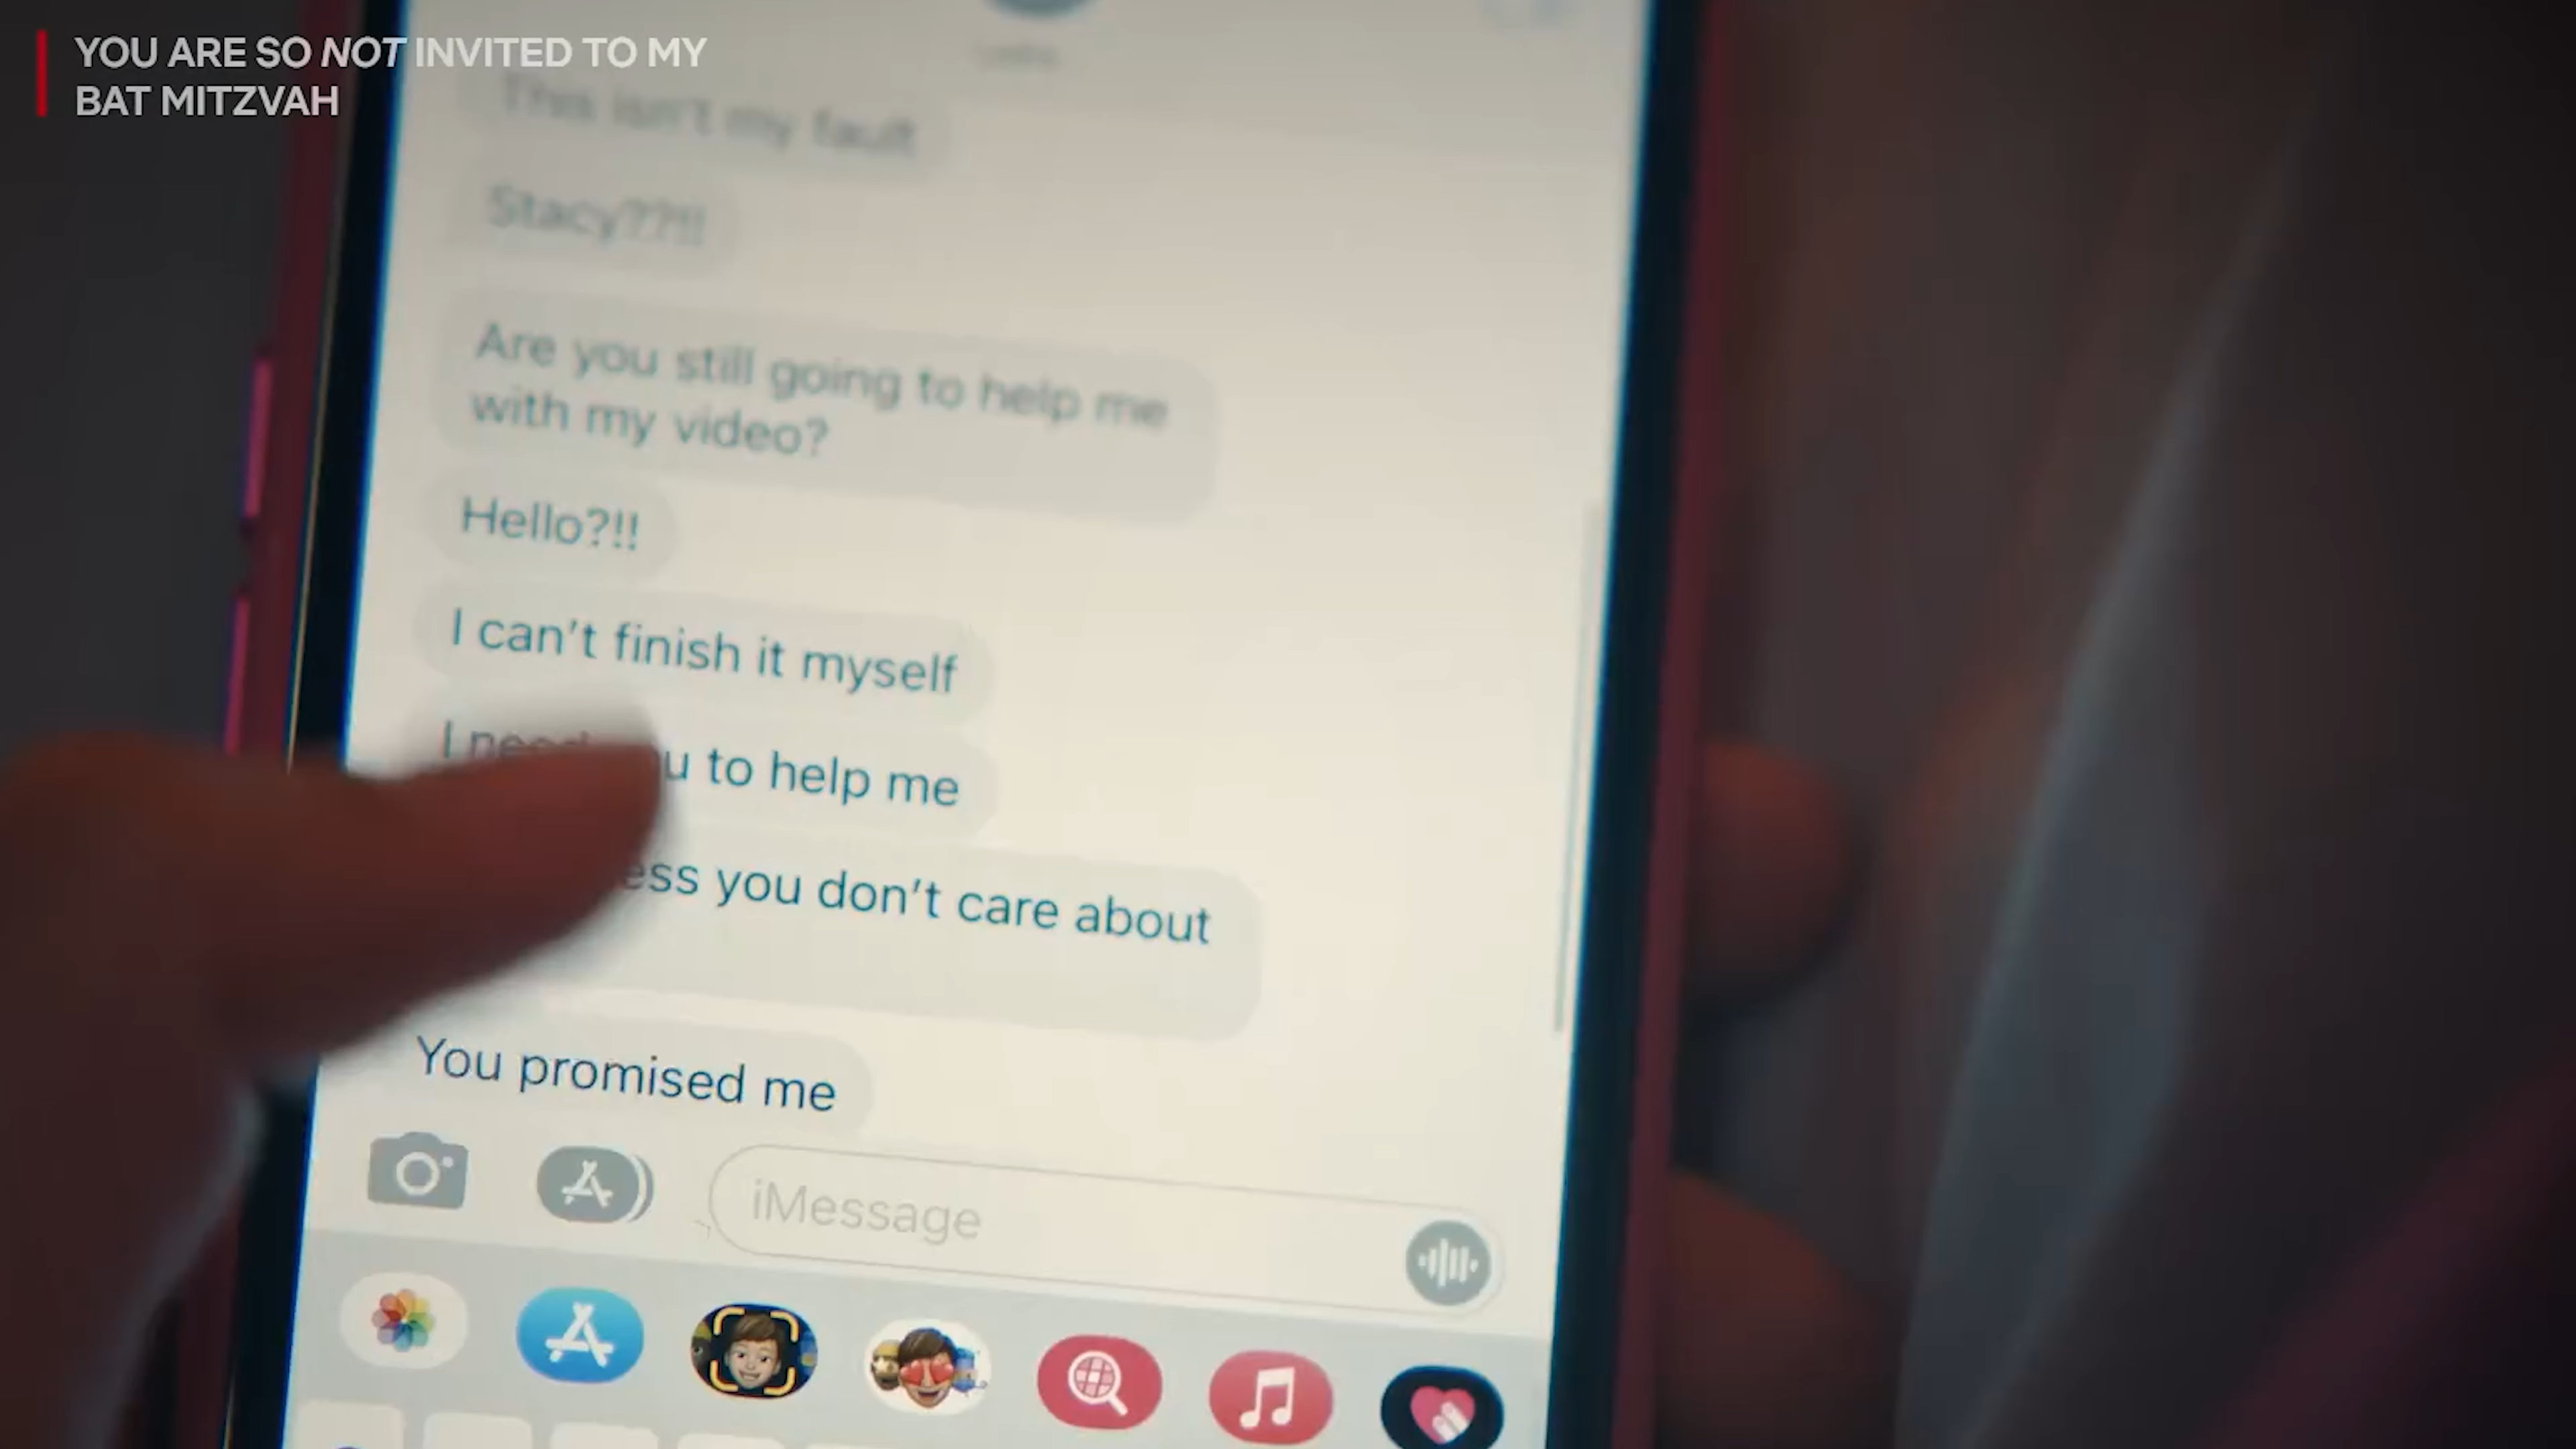 YOU ARE SO NOT INVITED TO MY
BAT MITZVAH
This isn't my fault
Stacy??!!
Are you still going to help me
with my video?
Hello?!!
I can't finish it myself
I to help me
you don't care about
You promised me
iMessage